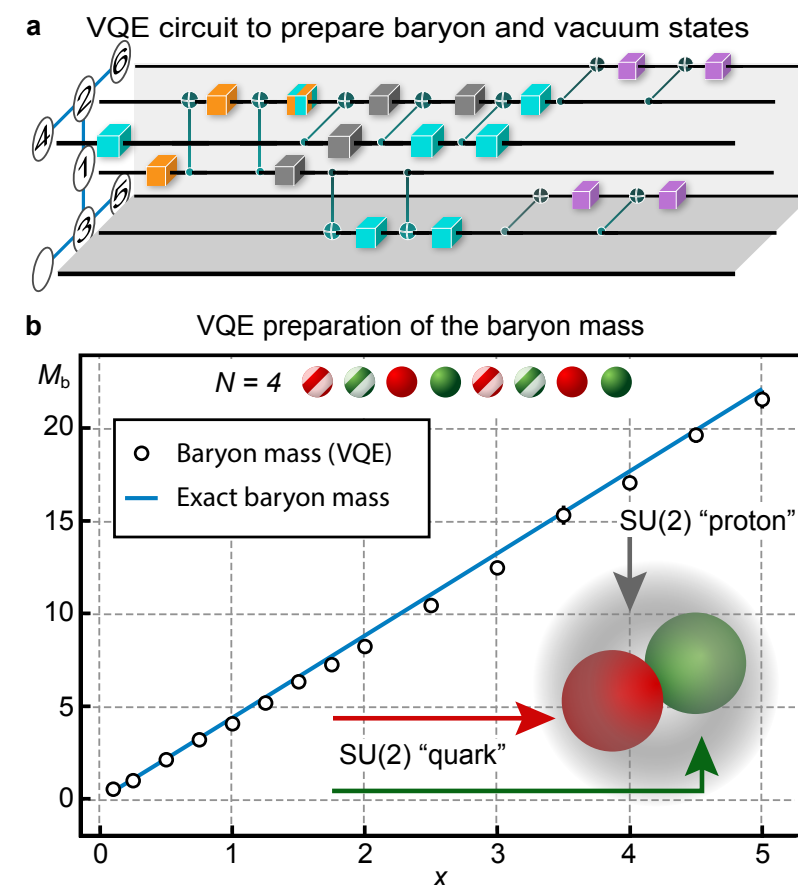 a VQE circuit to prepare baryon and vacuum states
6
2
4
1
5
3
b VQE preparation of the baryon mass
M_b
N = 4
20
Baryon mass (VQE)
Exact baryon mass
15
SU(2) “proton”
10
5
SU(2) “quark”
0
0 1 2 3 4 5
x